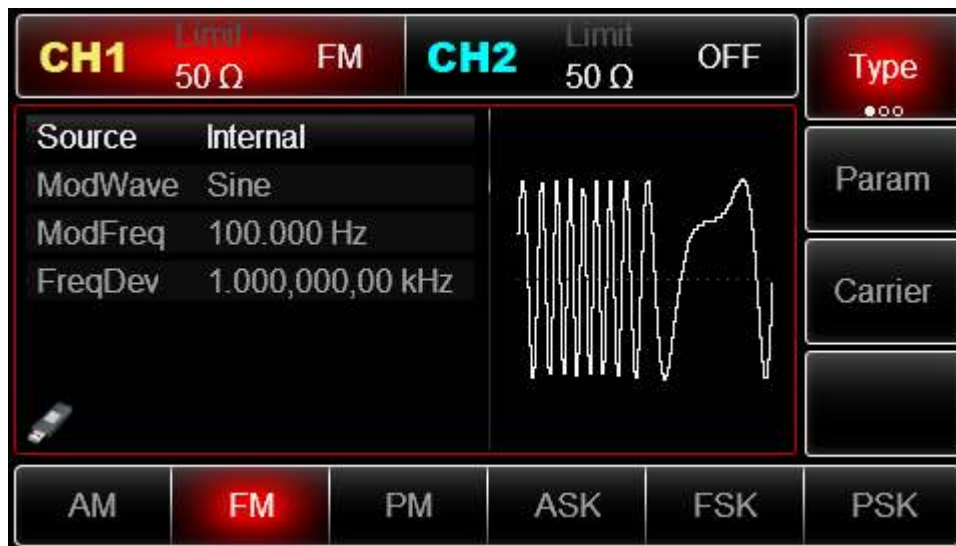 CH1 Limit 50 Ω FM
CH2 Limit 50 Ω OFF
Type
Source Internal
ModWave Sine
ModFreq 100.000 Hz
FreqDev 1.000,000,00 kHz
Param
Carrier
AM FM PM ASK FSK PSK